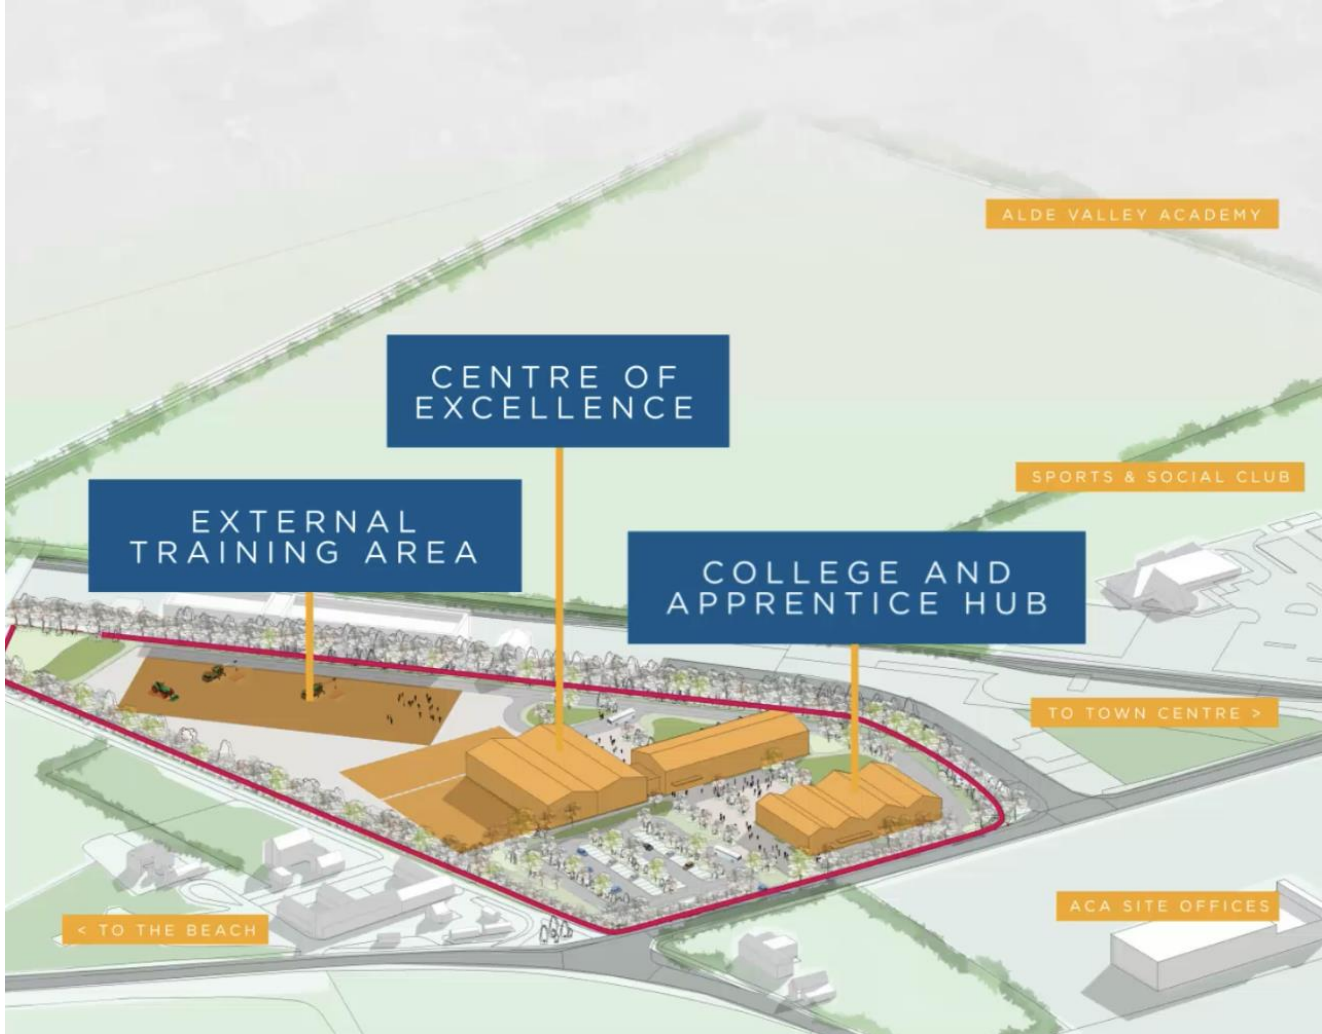 ALDE VALLEY ACADEMY
CENTRE OF
EXCELLENCE
SPORTS & SOCIAL CLUB
EXTERNAL
TRAINING AREA
COLLEGE AND
APPRENTICE HUB
TO TOWN CENTRE >
ACA SITE OFFICES
< TO THE BEACH